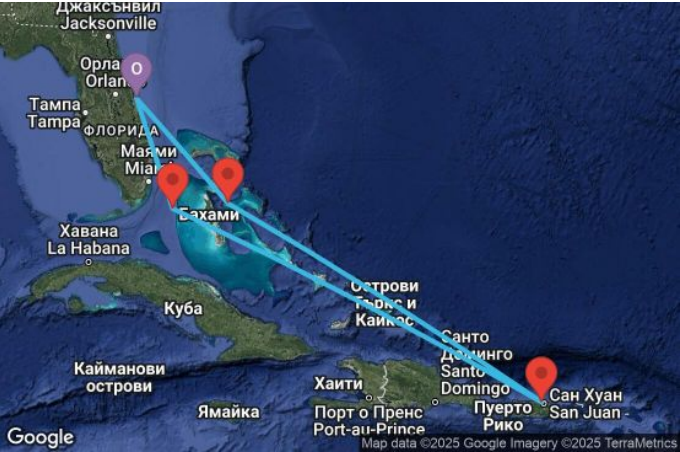 Джаксънвил
Jacksonville
Орла
Orlan
O
Тампа
Tampa
ФЛОРИДА
Маями
Miami
Бахами
Хавана
La Habana
Куба
Острови
Търкс и
Кайкос
Кайманови
острови
Ямайка
Хаити
Порт о Пренс
Port-au-Prince
Санто
Доминго
Santo
Domingo
Пуерто
Рико
Сан Хуан
San Juan
Google
Map data ©2025 Google Imagery ©2025 TerraMetrics